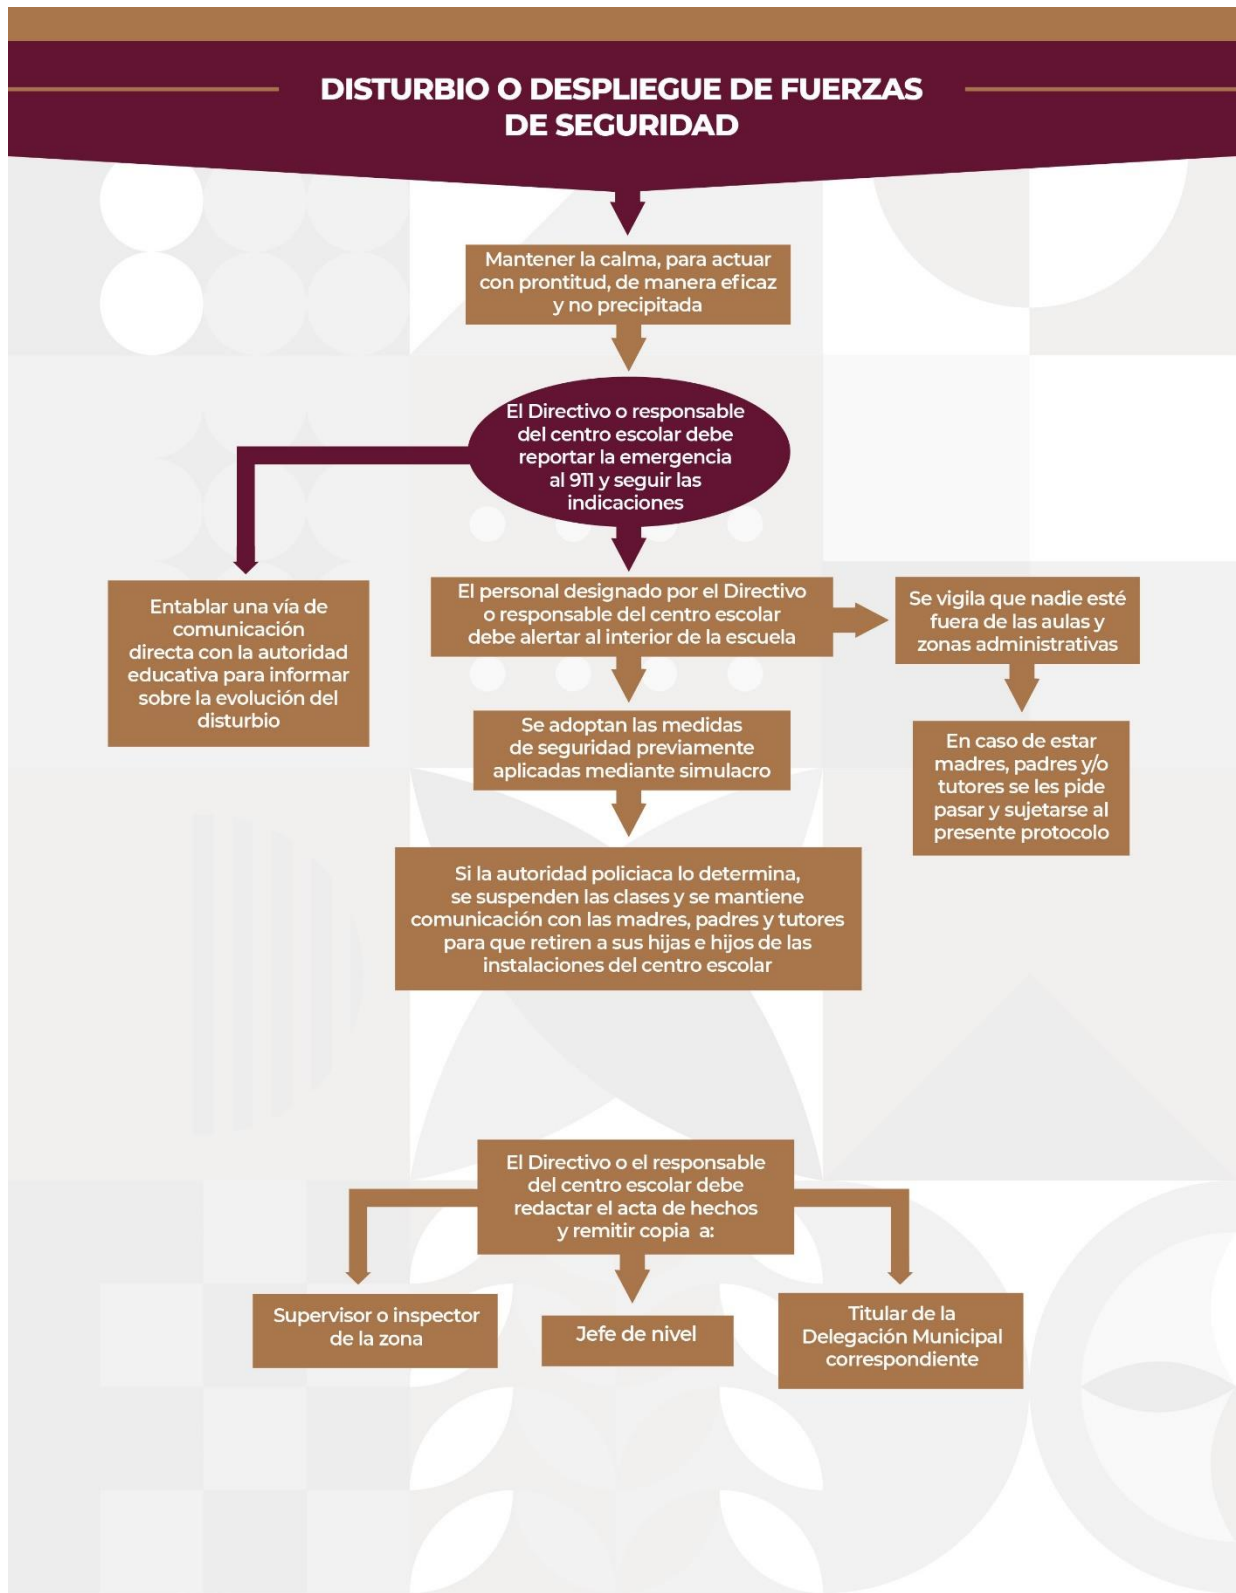 DISTURBIO O DESPLIEGUE DE FUERZAS
DE SEGURIDAD
Mantener la calma, para actuar
con prontitud, de manera eficaz
y no precipitada
El Directivo o responsable
del centro escolar debe
reportar la emergencia
al 911 y seguir las
indicaciones
Entablar una vía de
comunicación
directa con la autoridad
educativa para informar
sobre la evolución del
disturbio
El personal designado por el Directivo
o responsable del centro escolar
debe alertar al interior de la escuela
Se vigila que nadie esté
fuera de las aulas y
zonas administrativas
Se adoptan las medidas
de seguridad previamente
aplicadas mediante simulacro
En caso de estar
madres, padres y/o
tutores se les pide
pasar y sujetarse al
presente protocolo
Si la autoridad policiaca lo determina,
se suspenden las clases y se mantiene
comunicación con las madres, padres y tutores
para que retiren a sus hijas e hijos de las
instalaciones del centro escolar
El Directivo o el responsable
del centro escolar debe
redactar el acta de hechos
y remitir copia a:
Supervisor o inspector
de la zona
Jefe de nivel
Titular de la
Delegación Municipal
correspondiente